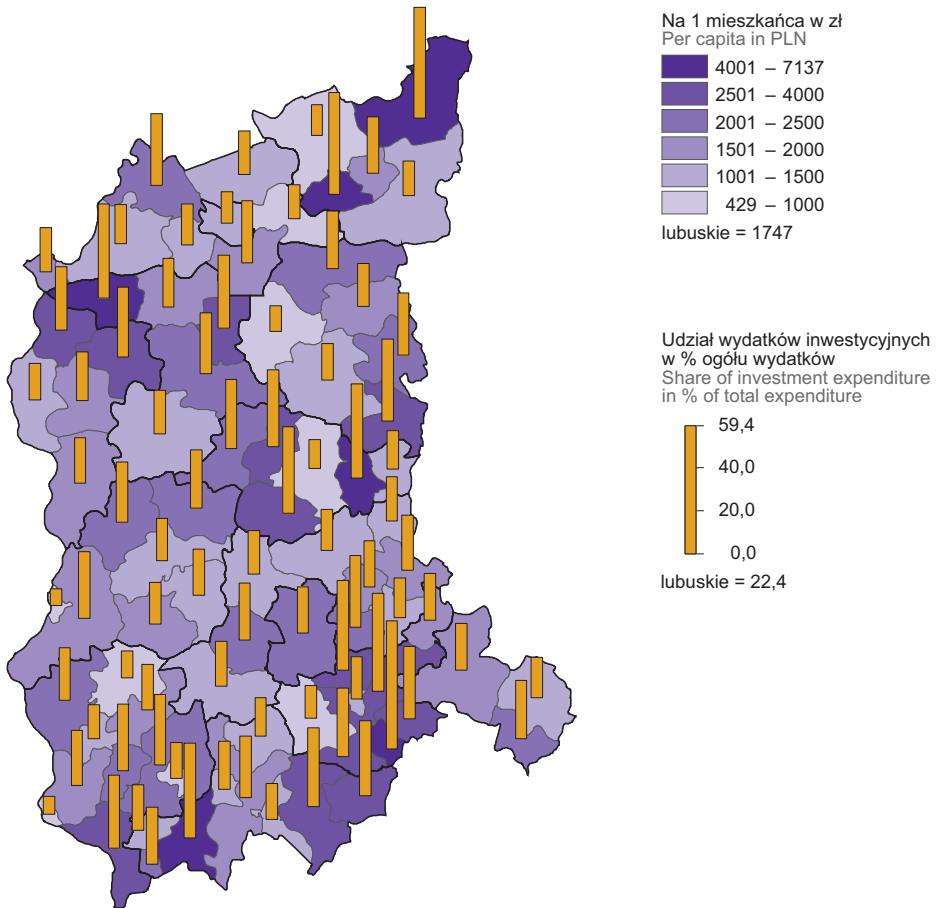 Na 1 mieszkańca w zł
Per capita in PLN
4001 – 7137
2501 – 4000
2001 – 2500
1501 – 2000
1001 – 1500
429 – 1000
lubuskie = 1747
Udział wydatków inwestycyjnych
w % ogółu wydatków
Share of investment expenditure
in % of total expenditure
59,4
40,0
20,0
0,0
lubuskie = 22,4